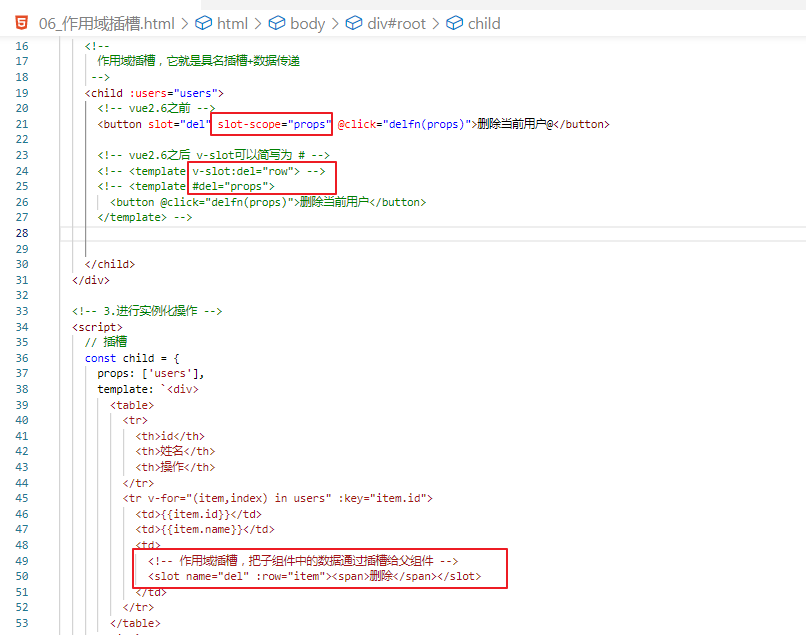 06_作用域插槽.html > html > body > div#root > child
16 <!--
17 作用域插槽，它就是具名插槽+数据传递
18 -->
19 <child :users="users">
20 <!-- vue2.6之前 -->
21 <button slot="del" slot-scope="props" @click="delfn(props)">删除当前用户@</button>
22
23 <!-- vue2.6之后 v-slot可以简写为 # -->
24 <!-- <template v-slot:del="row"> -->
25 <!-- <template #del="props">
26 <button @click="delfn(props)">删除当前用户</button>
27 </template> -->
28
29
30 </child>
31 </div>
32
33 <!-- 3.进行实例化操作 -->
34 <script>
35 // 插槽
36 const child = {
37 props: ['users'],
38 template: `<div>
39 <table>
40 <tr>
41 <th>id</th>
42 <th>姓名</th>
43 <th>操作</th>
44 </tr>
45 <tr v-for="(item,index) in users" :key="item.id">
46 <td>{{item.id}}</td>
47 <td>{{item.name}}</td>
48 <td>
49 <!-- 作用域插槽，把子组件中的数据通过插槽给父组件 -->
50 <slot name="del" :row="item"><span>删除</span></slot>
51 </td>
52 </tr>
53 </table>